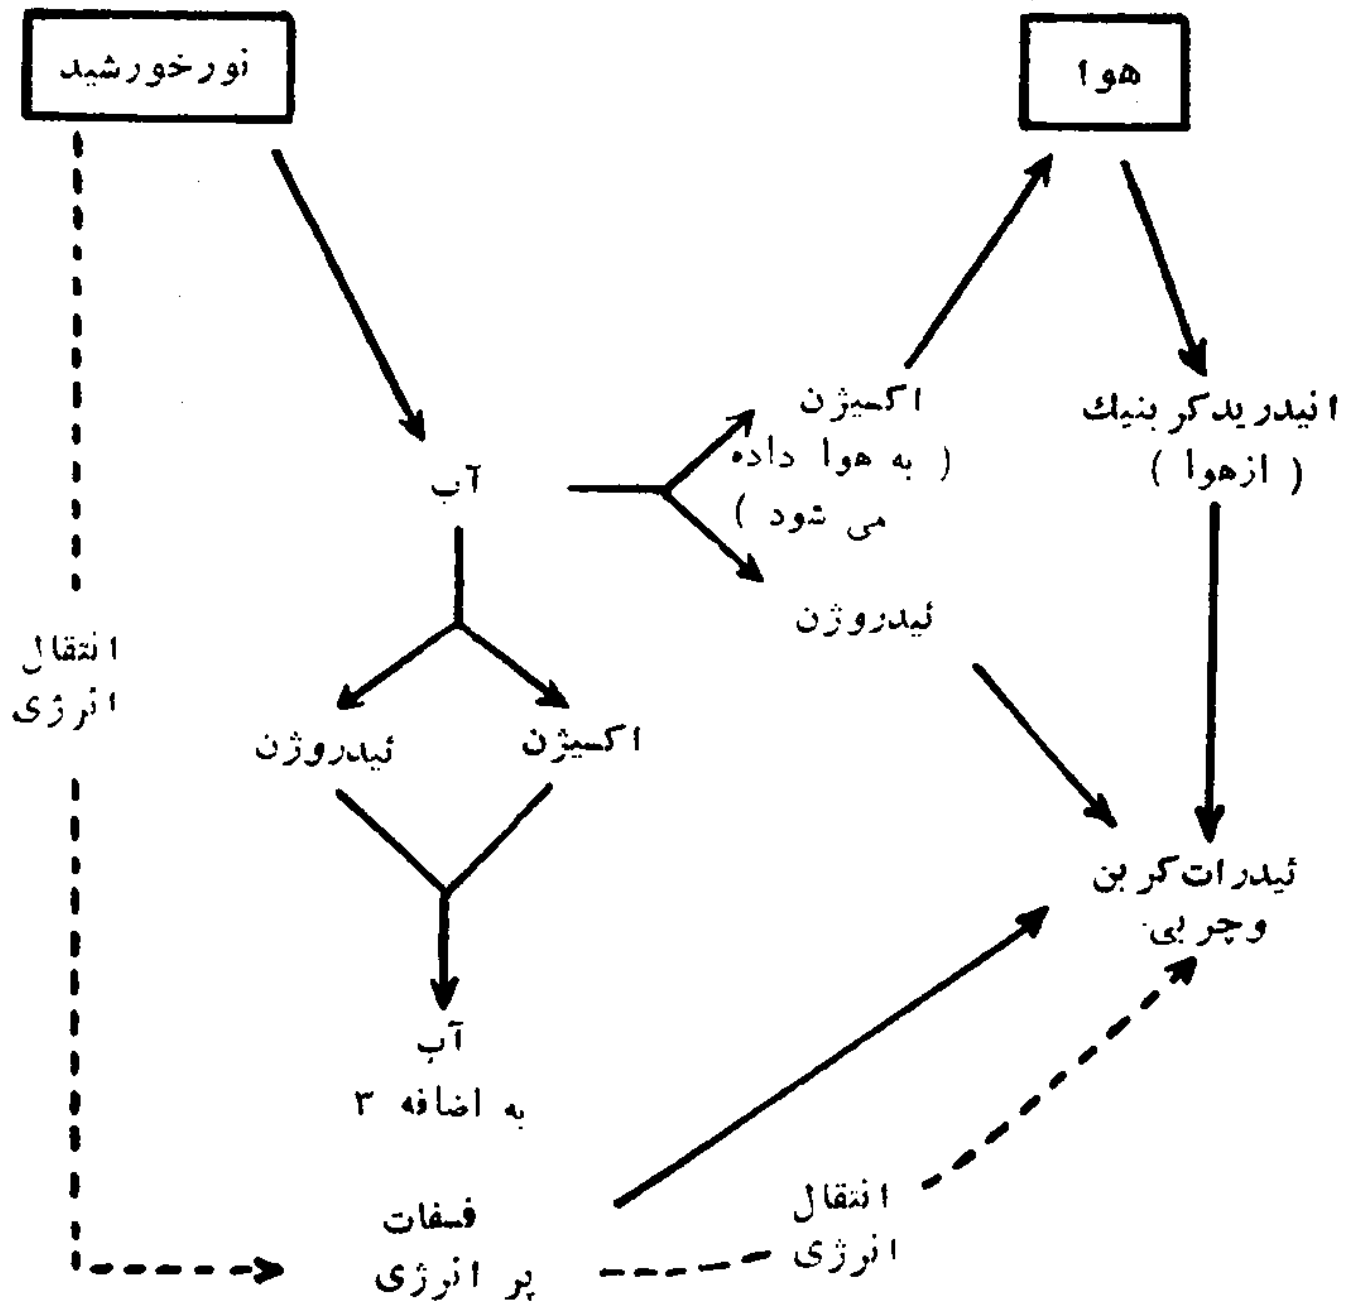 هوا
نورخورشید
اکسیژن
( به هوا داده
می شود )
انیدریدکربنیك
( ازهوا )
آب
ئیدروژن
انتقال
انرژی
اکسیژن
ئیدروژن
ئیدرات‌کربن
وچربی
آب
به اضافه ۳
فسفات
پر انرژی
انتقال
انرژی